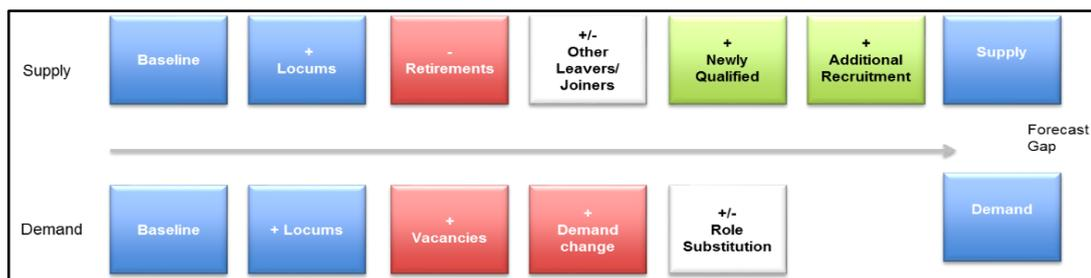 Supply
Baseline
+
Locums
-
Retirements
+/-
Other
Leavers/
Joiners
+
Newly
Qualified
+
Additional
Recruitment
Supply
Forecast
Gap
Demand
Baseline
+ Locums
+
Vacancies
+
Demand
change
+/-
Role
Substitution
Demand